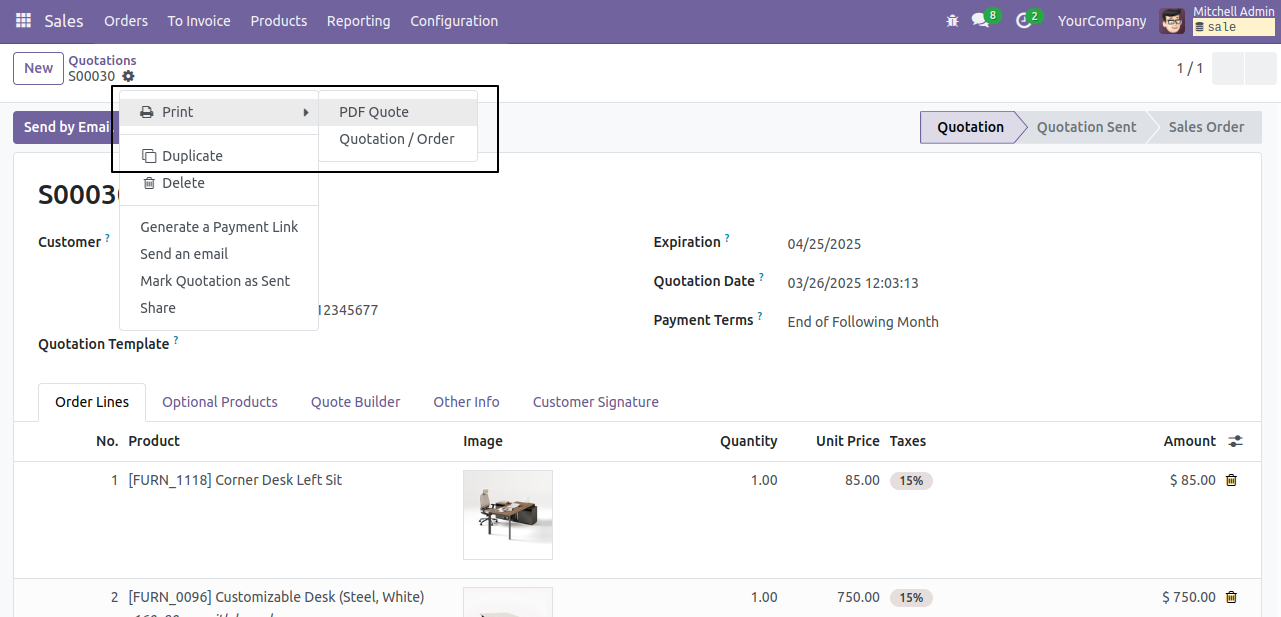 Sales Orders To Invoice Products Reporting Configuration 8 2 YourCompany Mitchell Admin
sale
New Quotations
S00030 1 / 1
Send by Email Quotation Quotation Sent Sales Order
Print PDF Quote
Quotation / Order
Duplicate
Delete
Generate a Payment Link
Send an email
Mark Quotation as Sent
Share
S00030
Customer ? Expiration ? 04/25/2025
Quotation Date ? 03/26/2025 12:03:13
12345677
Payment Terms ? End of Following Month
Quotation Template ?
Order Lines Optional Products Quote Builder Other Info Customer Signature
No. Product Image Quantity Unit Price Taxes Amount
1 [FURN_1118] Corner Desk Left Sit 1.00 85.00 15% $ 85.00
2 [FURN_0096] Customizable Desk (Steel, White) 1.00 750.00 15% $ 750.00